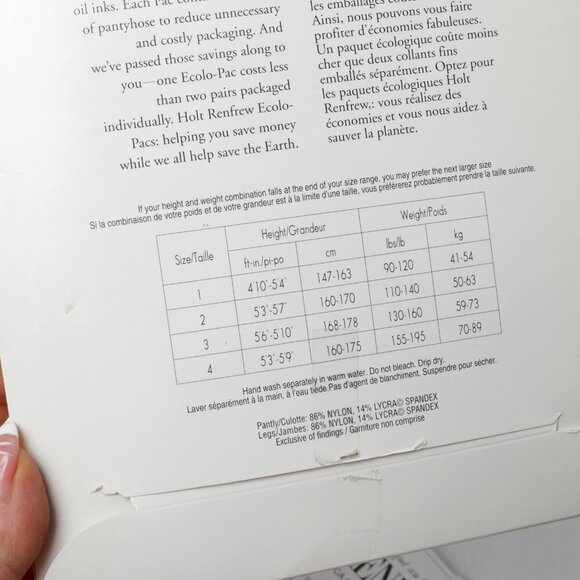 oil inks. Each Pac
of pantyhose to reduce unnecessary
and costly packaging. And
we've passed those savings along to
you—one Ecolo-Pac costs less
than two pairs packaged
individually. Holt Renfrew Ecolo-
Pacs: helping you save money
while we all help save the Earth.
les emballages
Ainsi, nous pouvons vous faire
profiter d'économies fabuleuses.
Un paquet écologique coûte moins
cher que deux collants fins
emballés séparément. Optez pour
les paquets écologiques Holt
Renfrew,: vous réalisez des
économies et vous nous aidez à
sauver la planète.
If your height and weight combination falls at the end of your size range, you may prefer the next larger size
Si la combinaison de votre poids et de votre grandeur est à la limite d'une taille, vous préférerez probablement prendre la taille suivante.
Size/Taille Height/Grandeur Weight/Poids
ft-in/pi-po cm lbs/lb kg
1 4'10"-5'4" 147-163 90-120 41-54
2 5'3"-5'7" 160-170 110-140 50-63
3 5'6"-5'10" 168-178 130-160 59-73
4 5'3"-5'9" 160-175 155-195 70-89
Hand wash separately in warm water. Do not bleach. Drip dry.
Laver séparément à la main, à l'eau tiède.Pas d'agent de blanchiment. Suspendre pour sécher.
Panty/Culotte: 86% NYLON, 14% LYCRA© SPANDEX
Legs/Jambes: 86% NYLON, 14% LYCRA© SPANDEX
Exclusive of findings / Garniture non comprise